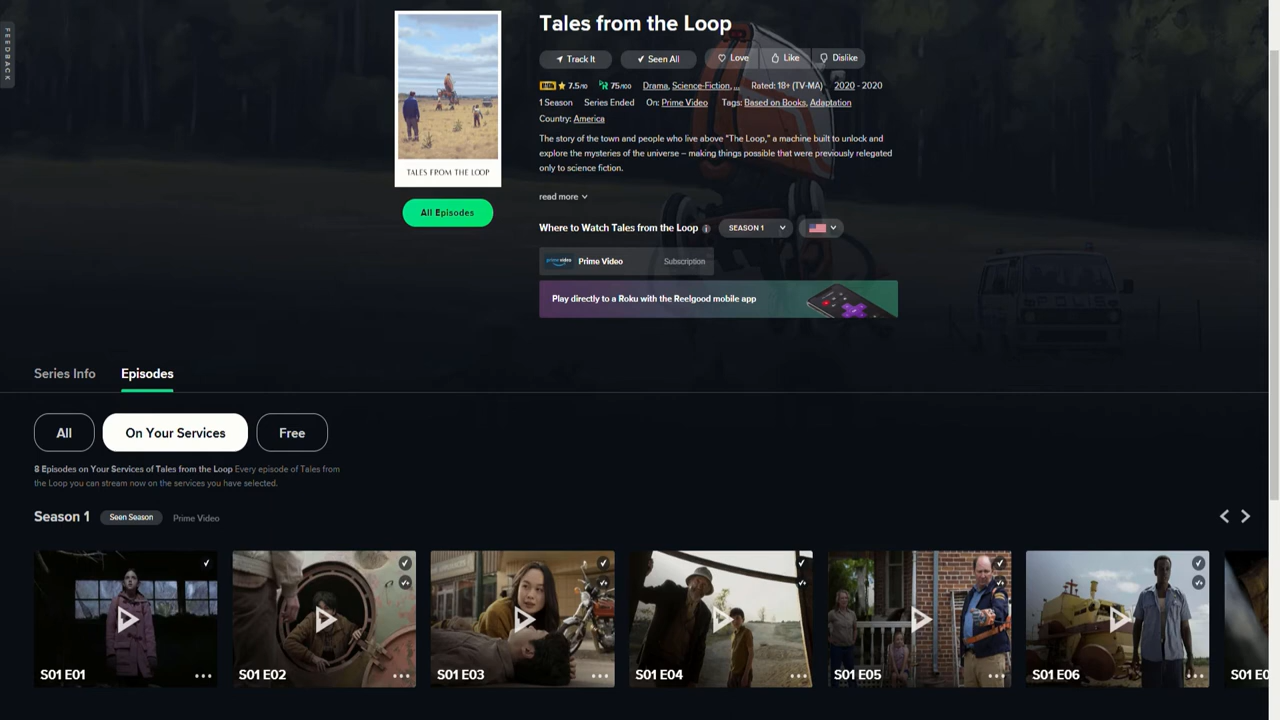 FEEDBACK
Tales from the Loop
Track It
Seen All
Love
Like
Dislike
7.5/10 75/100 Drama, Science-Fiction, ... Rated: 18+ (TV-MA) 2020 - 2020
1 Season Series Ended On: Prime Video Tags: Based on Books, Adaptation
Country: America
The story of the town and people who live above "The Loop," a machine built to unlock and
explore the mysteries of the universe – making things possible that were previously relegated
only to science fiction.
TALES FROM THE LOOP
All Episodes
read more
Where to Watch Tales from the Loop SEASON 1
prime video Prime Video Subscription
Play directly to a Roku with the Reelgood mobile app
POLIS
Series Info Episodes
All On Your Services Free
8 Episodes on Your Services of Tales from the Loop Every episode of Tales from
the Loop you can stream now on the services you have selected.
Season 1 Seen Season Prime Video
S01 E01 S01 E02 S01 E03 S01 E04 S01 E05 S01 E06 S01 E0